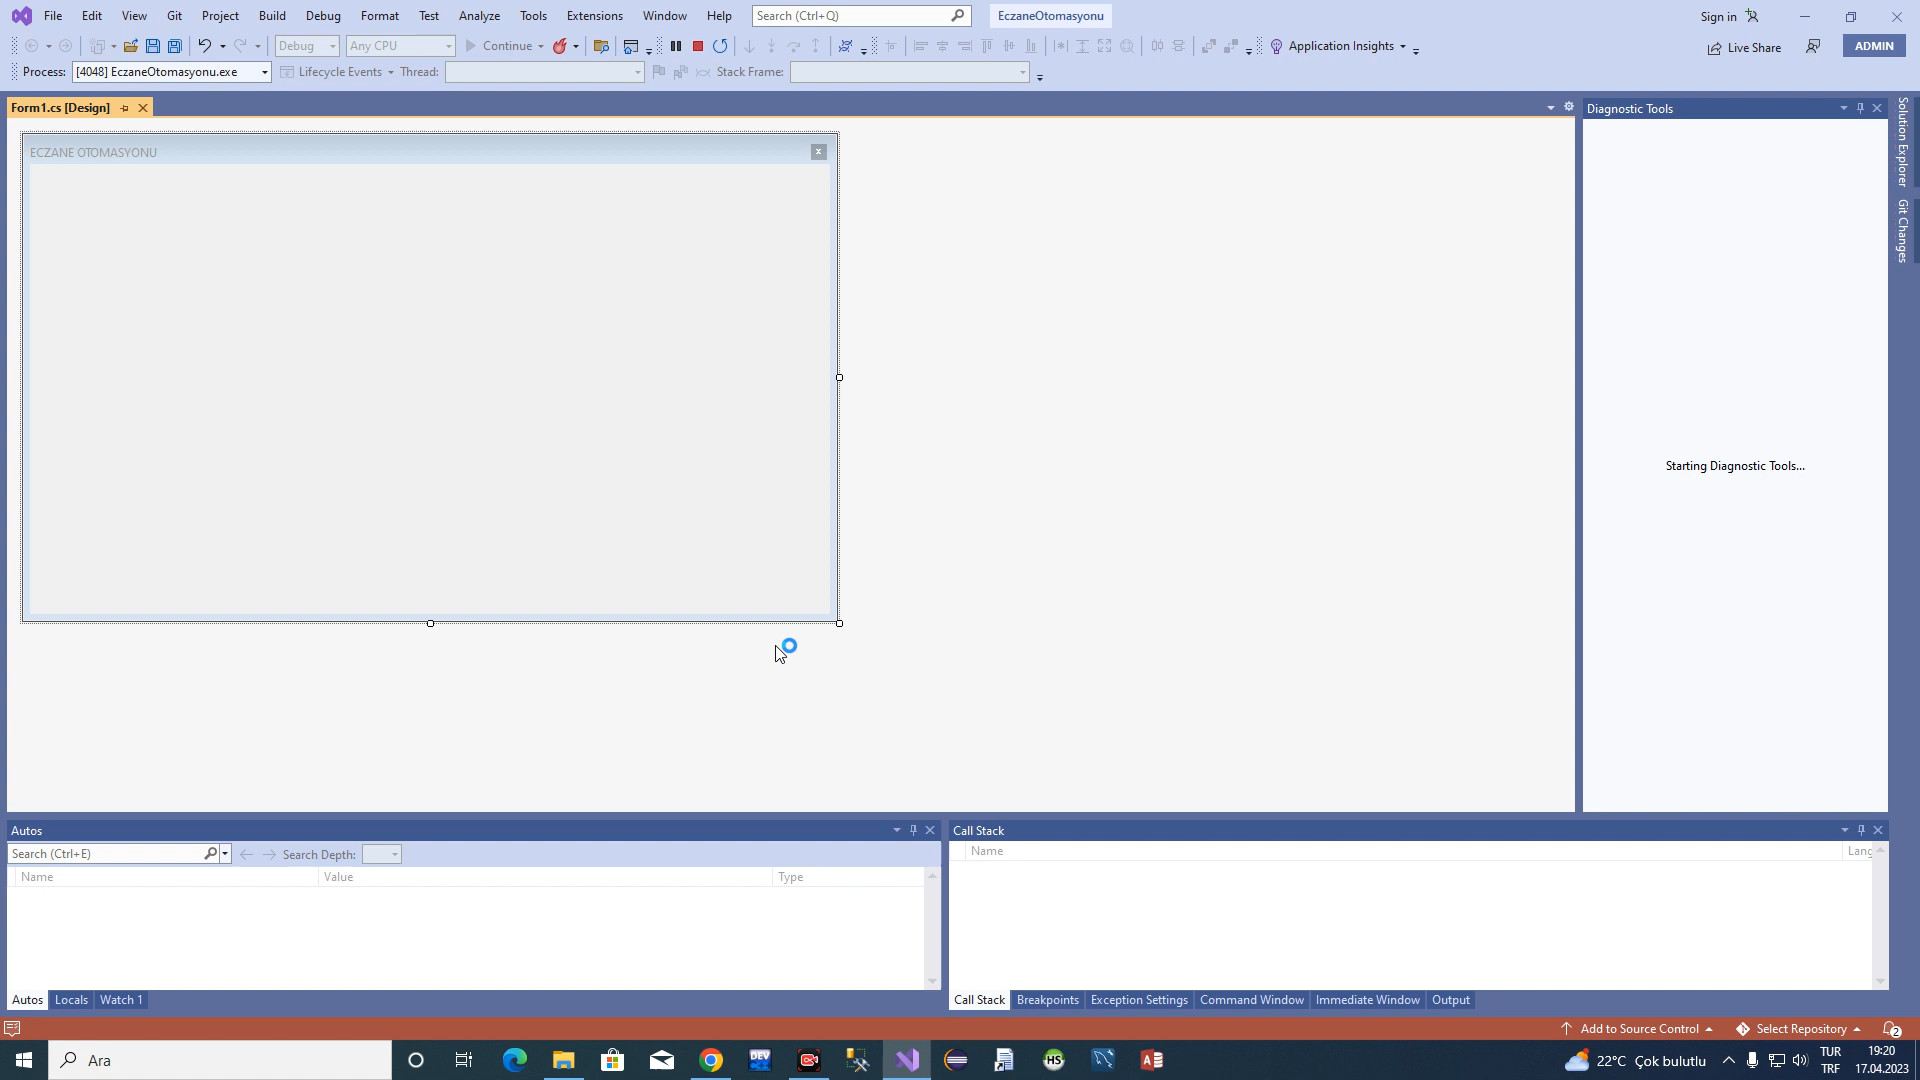 File Edit View Git Project Build Debug Format Test Analyze Tools Extensions Window Help Search (Ctrl+Q) EczaneOtomasyonu Sign in
Debug Any CPU Continue Application Insights Live Share ADMIN
Process: [4048] EczaneOtomasyonu.exe Lifecycle Events Thread: Stack Frame:
Form1.cs [Design] Diagnostic Tools
ECZANE OTOMASYONU
Solution Explorer
Git Changes
Starting Diagnostic Tools...
Autos
Search (Ctrl+E) Search Depth:
Name Value Type
Autos Locals Watch 1
Call Stack
Name Lang
Call Stack Breakpoints Exception Settings Command Window Immediate Window Output
Add to Source Control Select Repository 2
Ara DEV HS 22°C Çok bulutlu TUR 19:20
TRF 17.04.2023